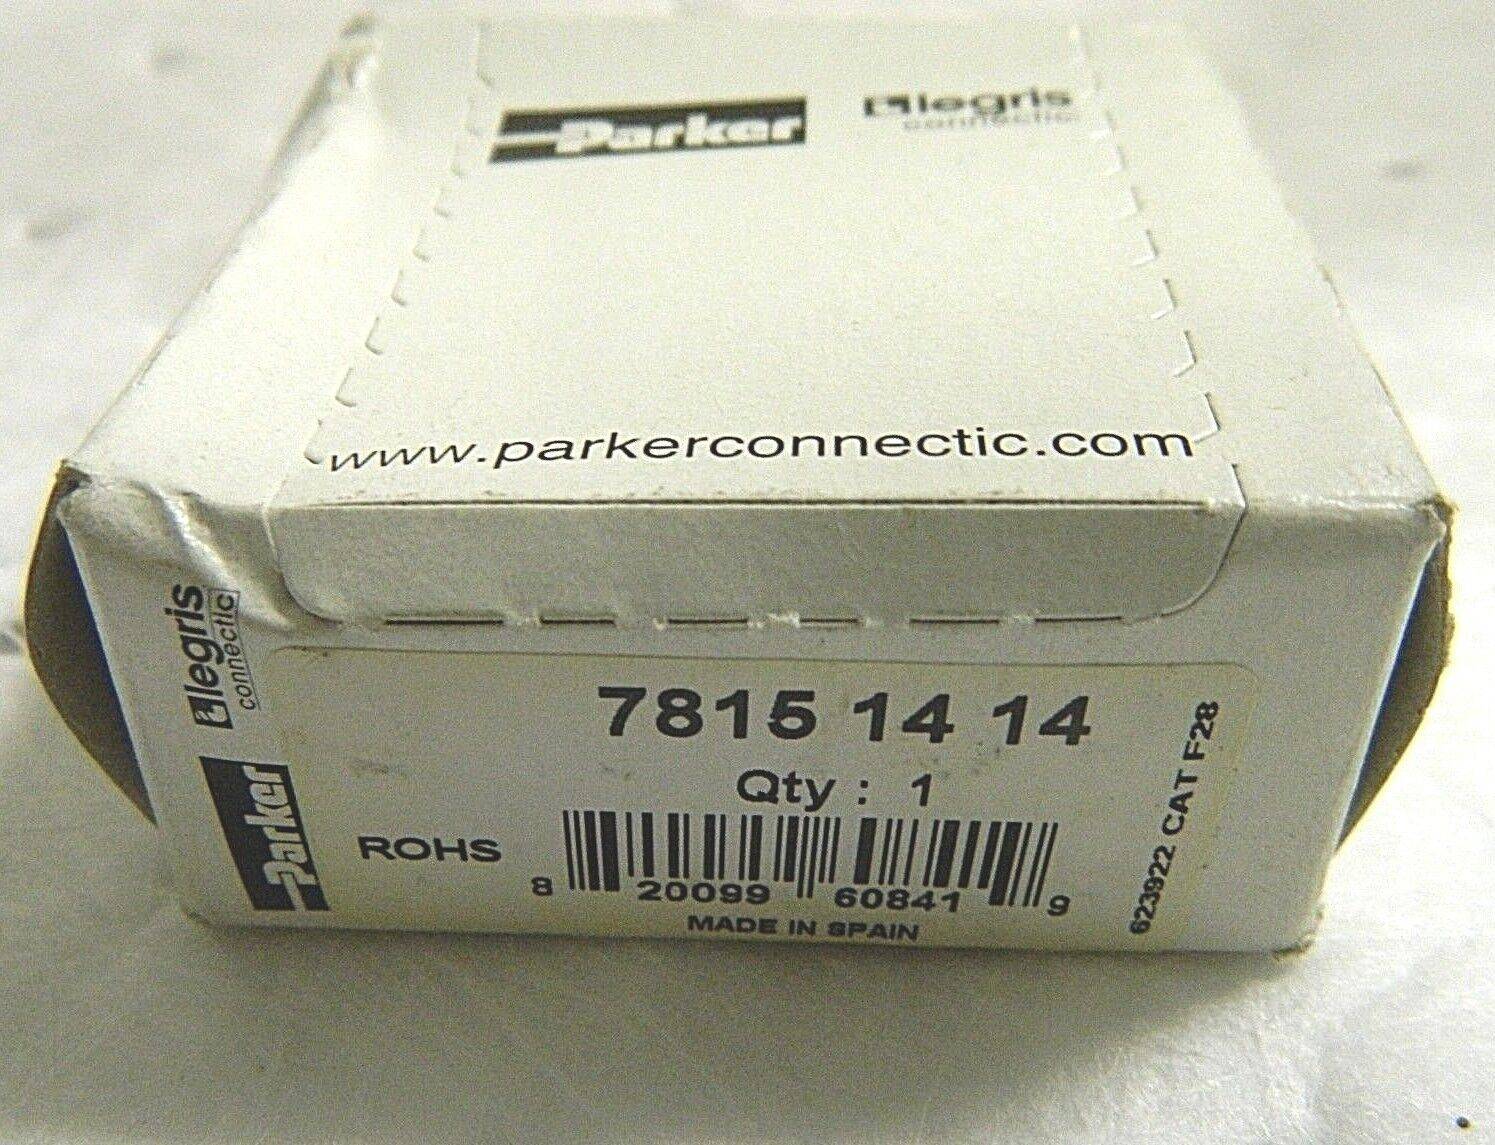 Parker
legris
connectic
www.parkerconnectic.com
legris
connectic
Parker
7815 14 14
Qty : 1
ROHS
8 20099 60841 9
MADE IN SPAIN
623922 CAT F28